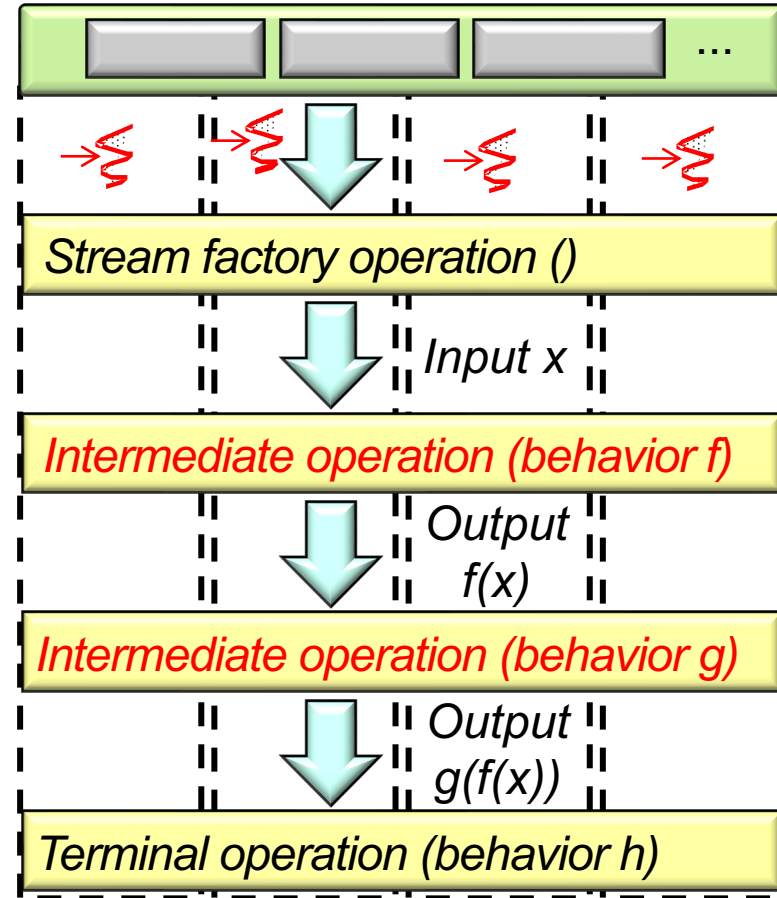 ...
Stream factory operation ()
Input x
Intermediate operation (behavior f)
Output
f(x)
Intermediate operation (behavior g)
Output
g(f(x))
Terminal operation (behavior h)